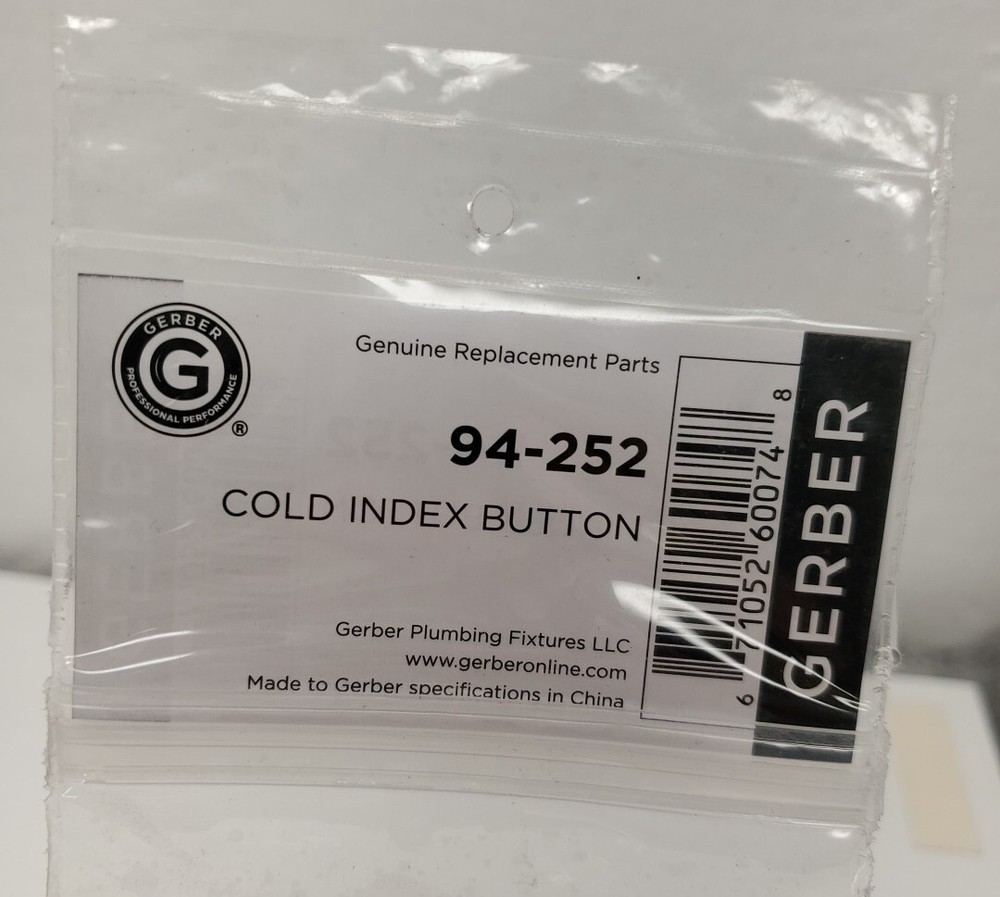 GERBER
G
PROFESSIONAL PERFORMANCE
®
Genuine Replacement Parts
94-252
COLD INDEX BUTTON
Gerber Plumbing Fixtures LLC
www.gerberonline.com
Made to Gerber specifications in China
6 71052 60074 8
GERBER